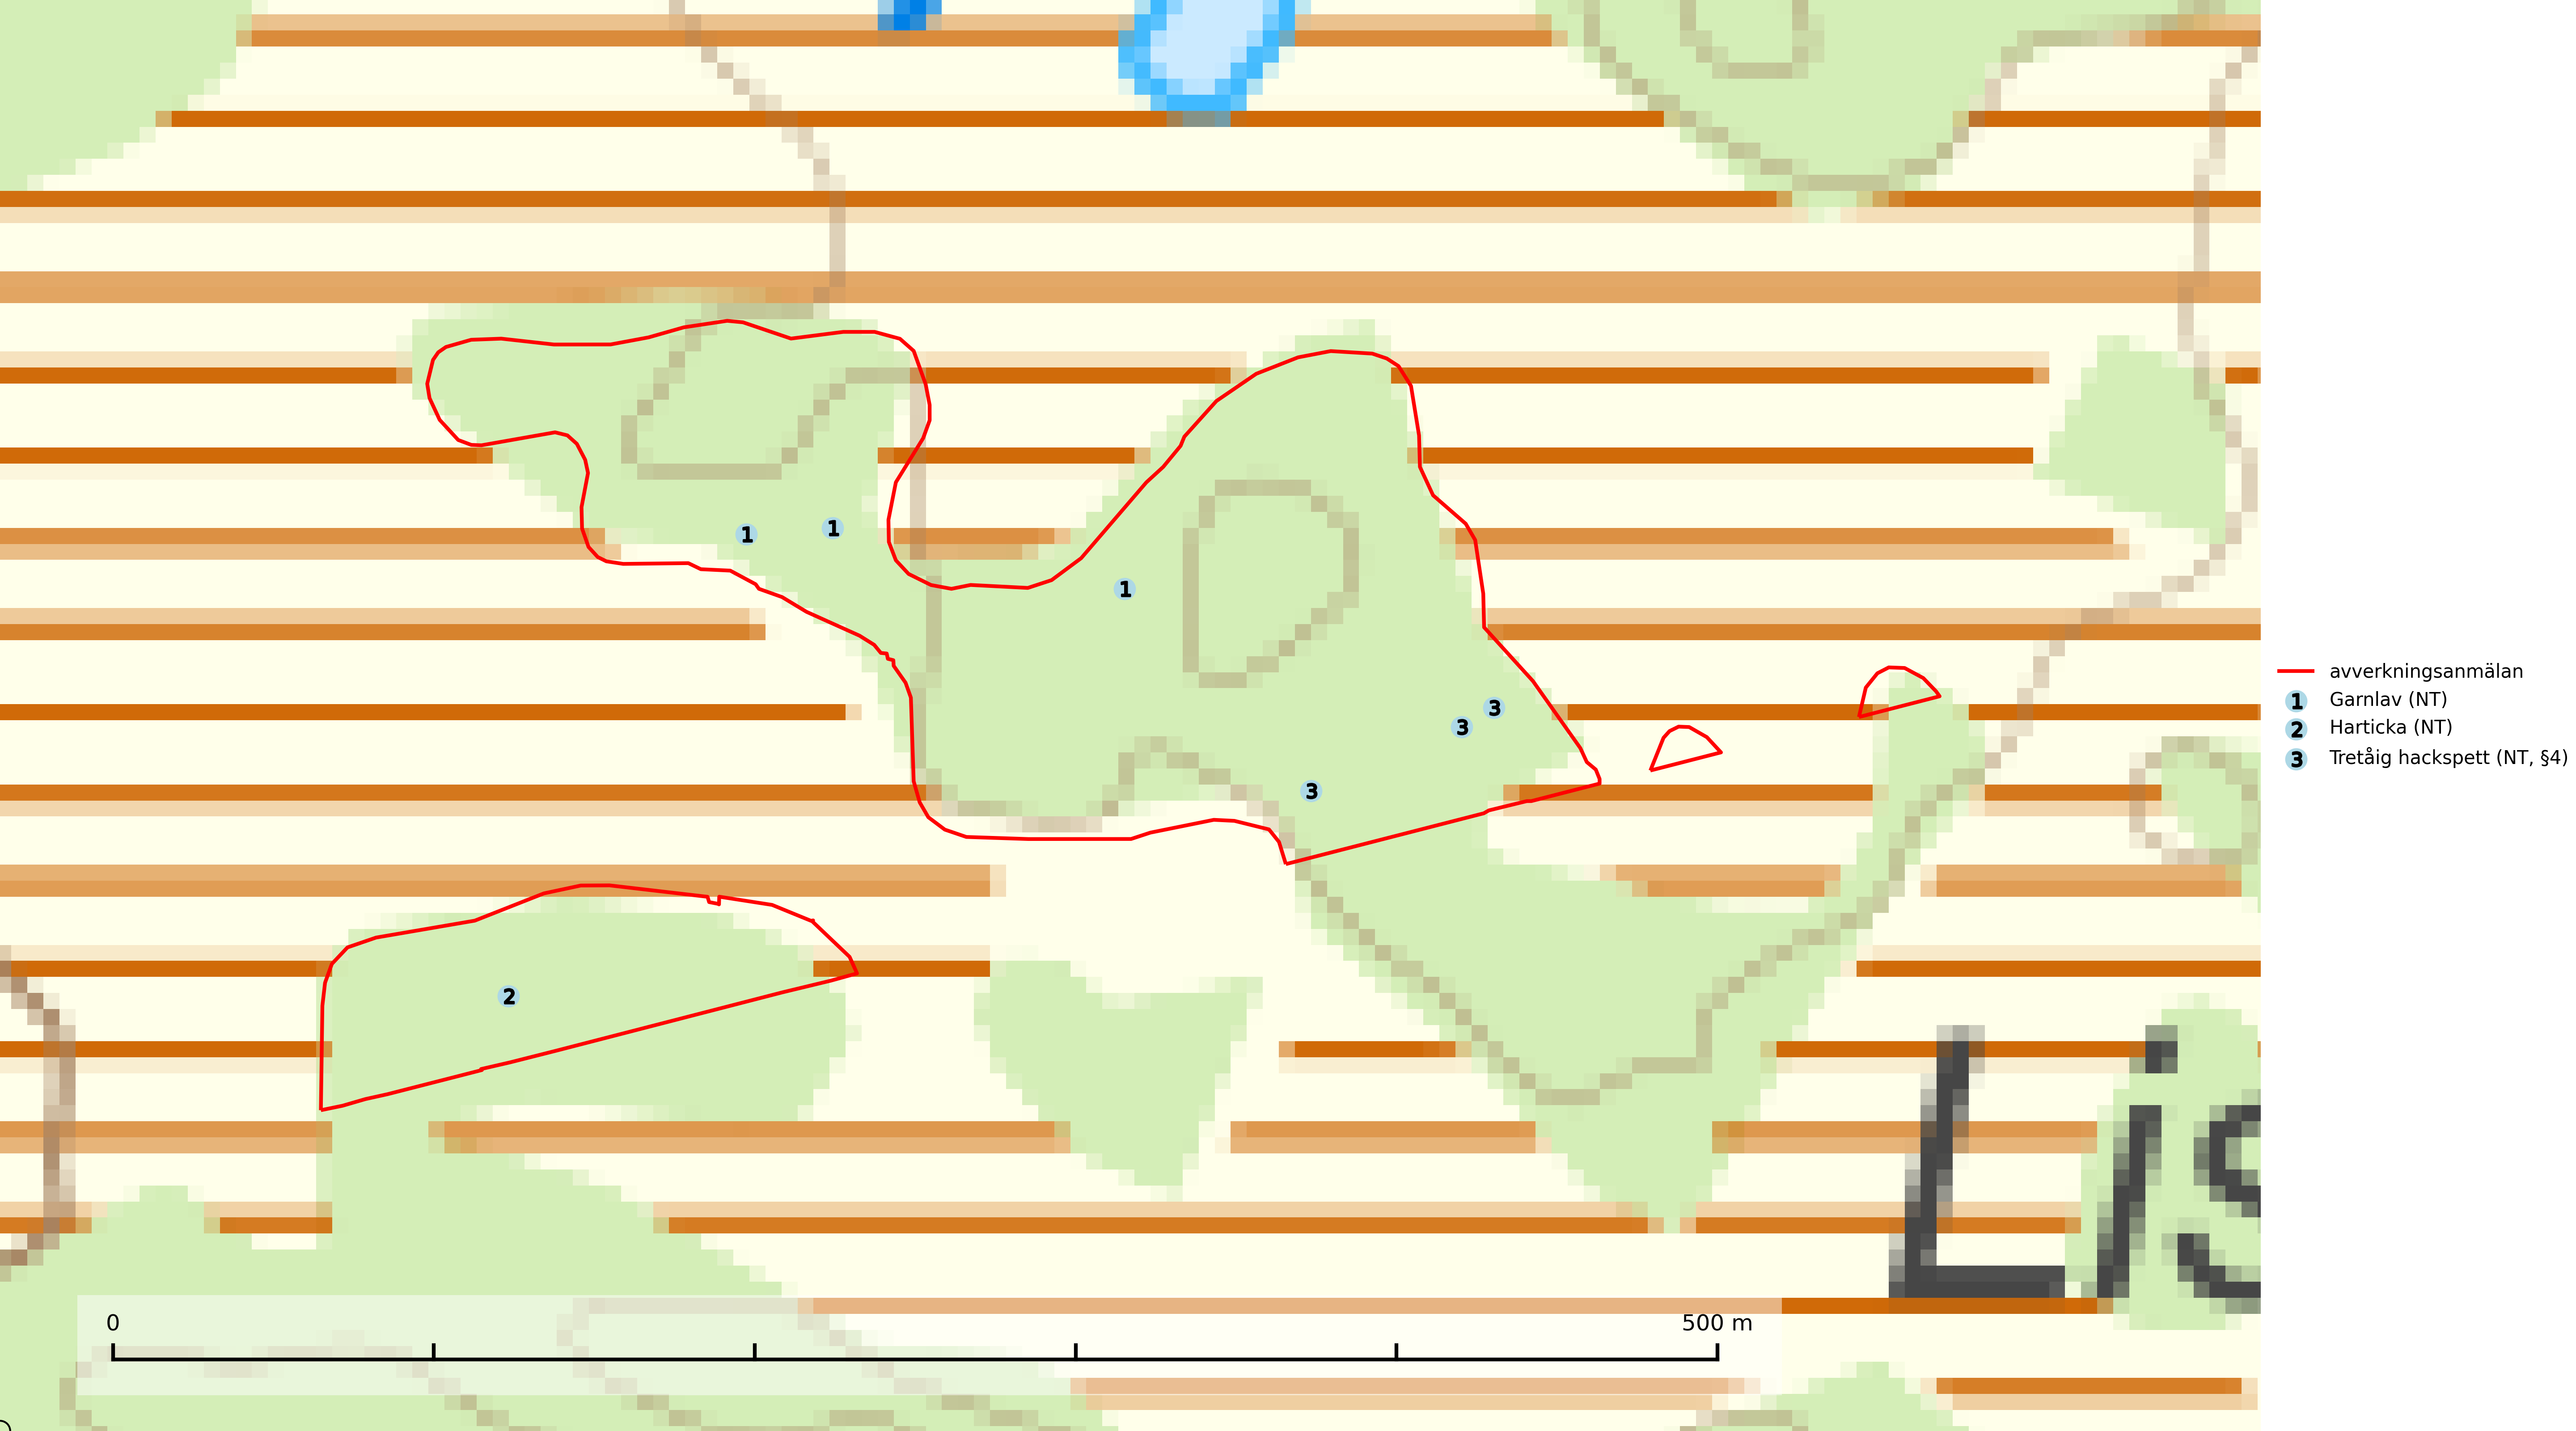 1
1
1
3
3
3
2
Lis
0
500 m
avverkningsanmälan
1 Garnlav (NT)
2 Harticka (NT)
3 Tretåig hackspett (NT, §4)